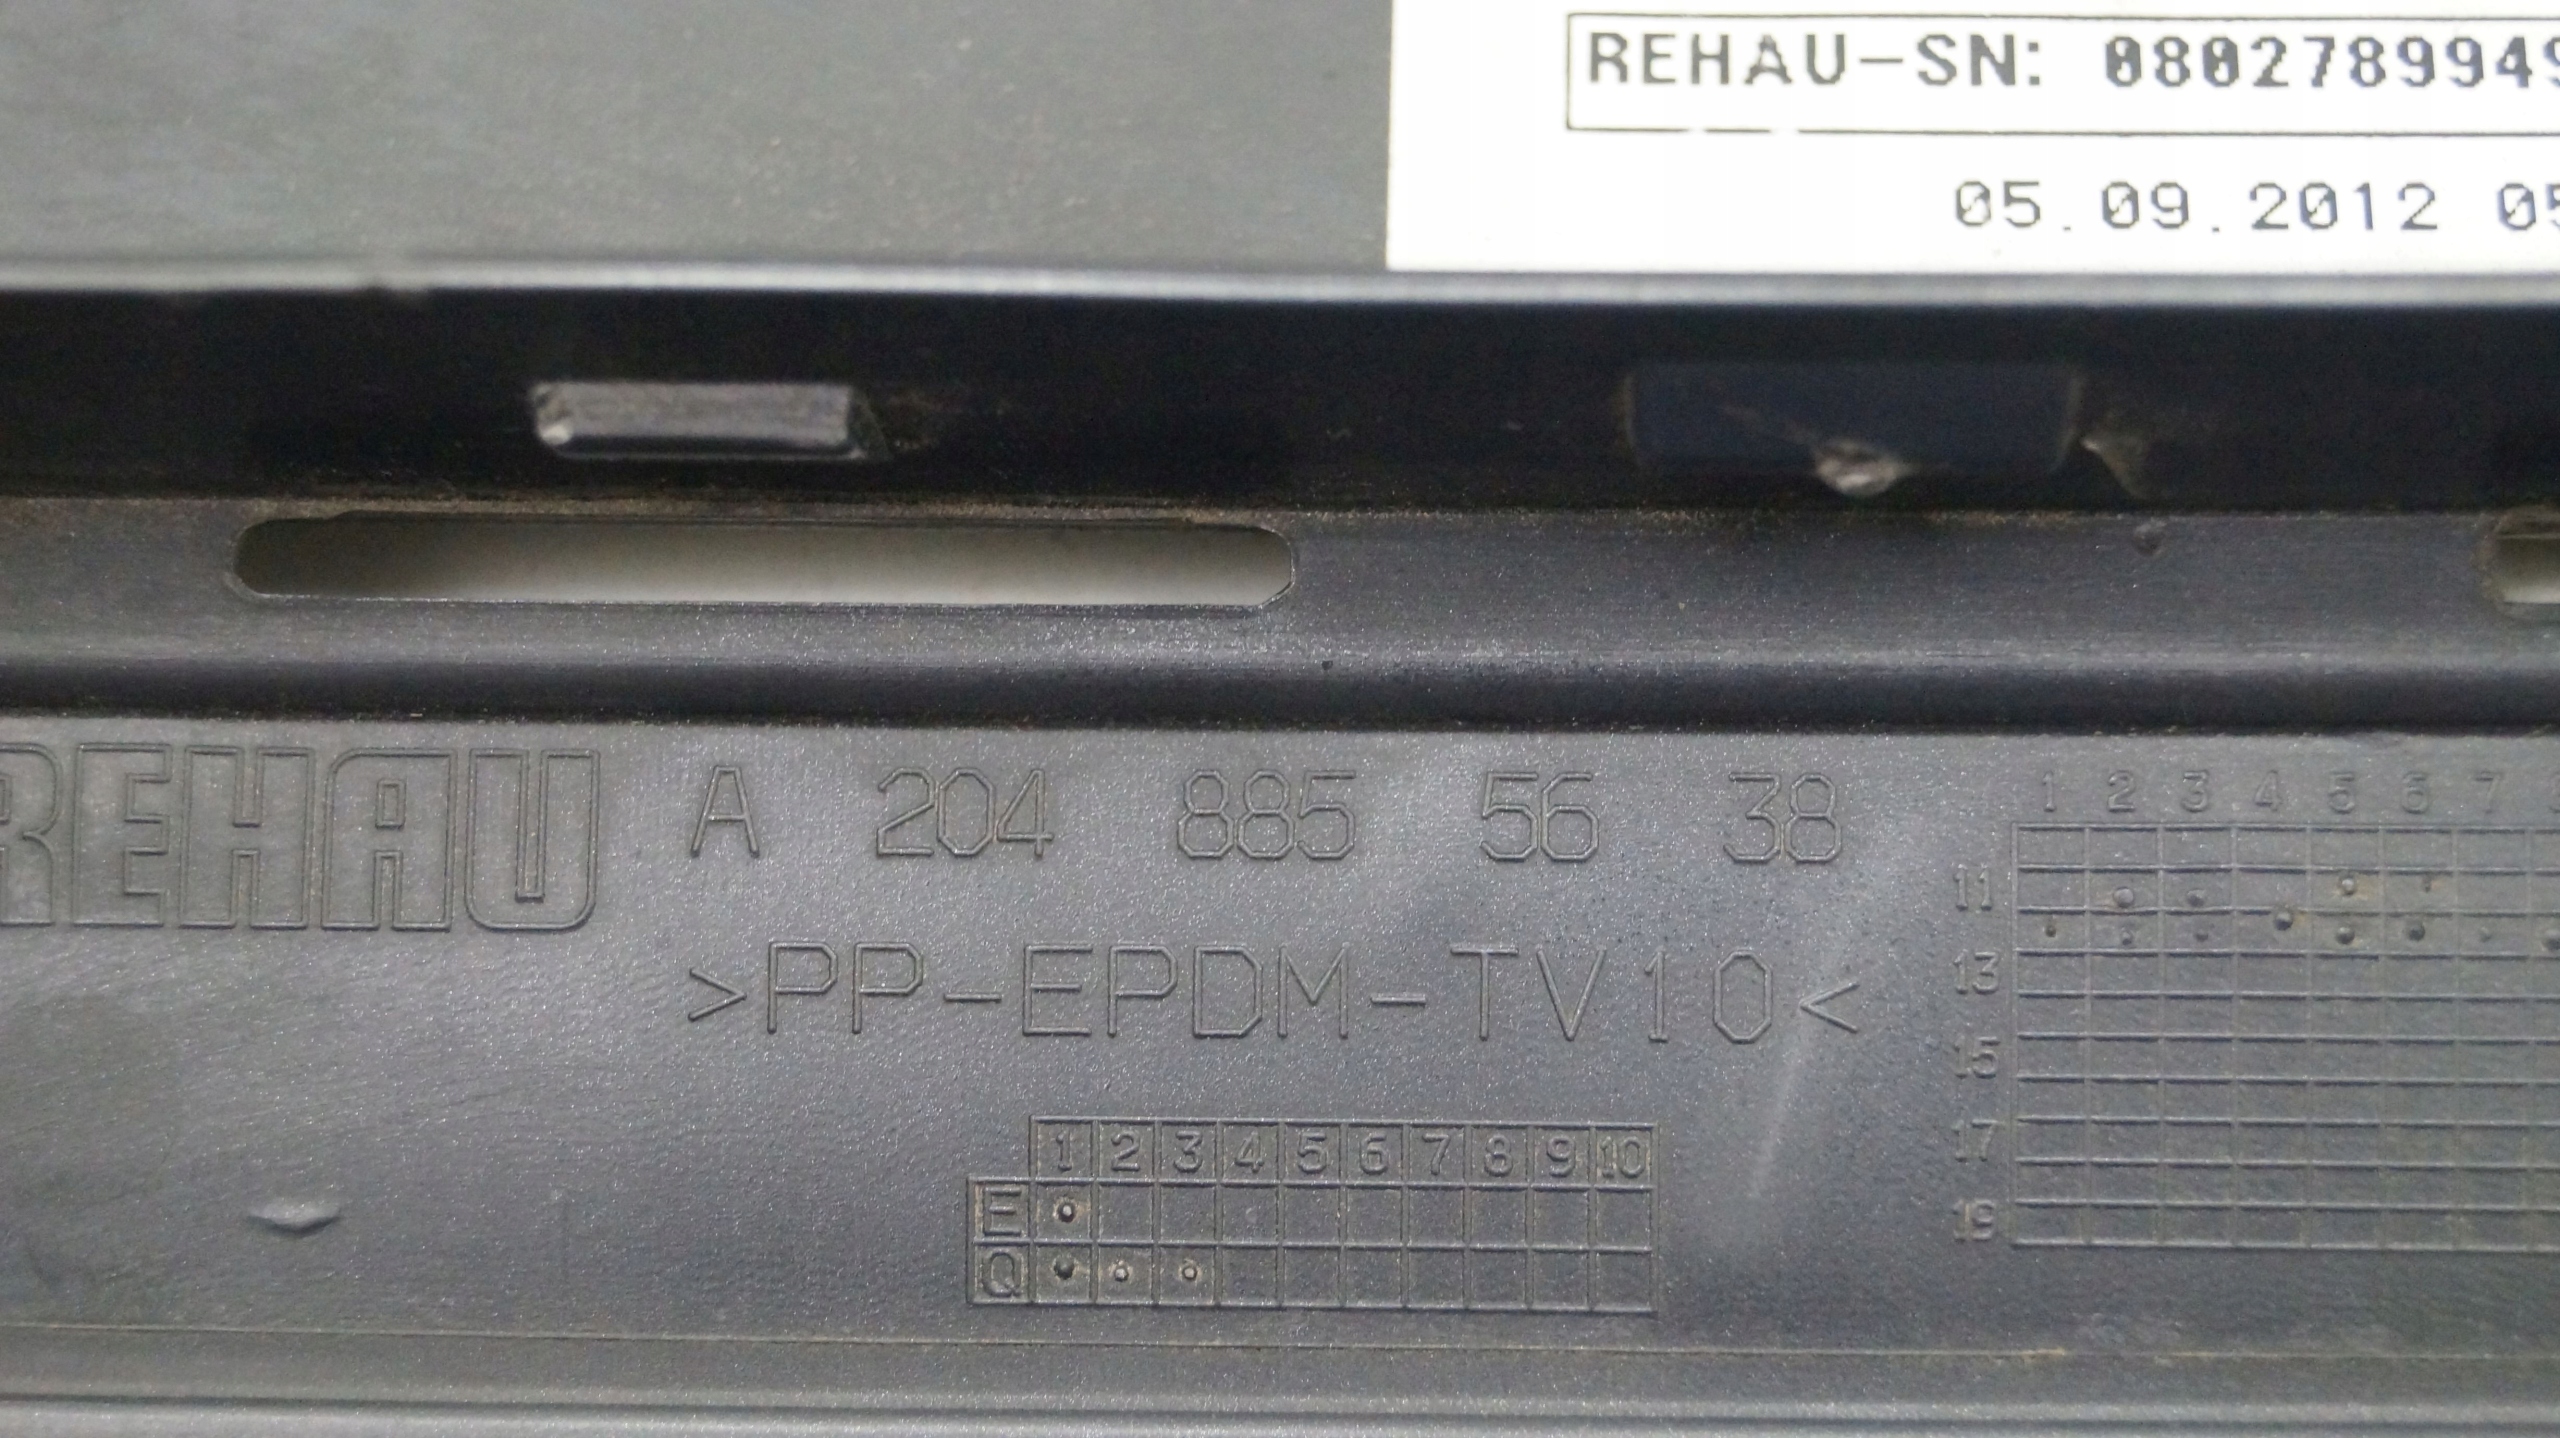 REHAU-SN: 080278994
05.09.2012 05
REHAU A 204 885 56 38
>PP-EPDM-TV10<
1 2 3 4 5 6 7
11
13
15
17
19
1 2 3 4 5 6 7 8 9 10
E
Q